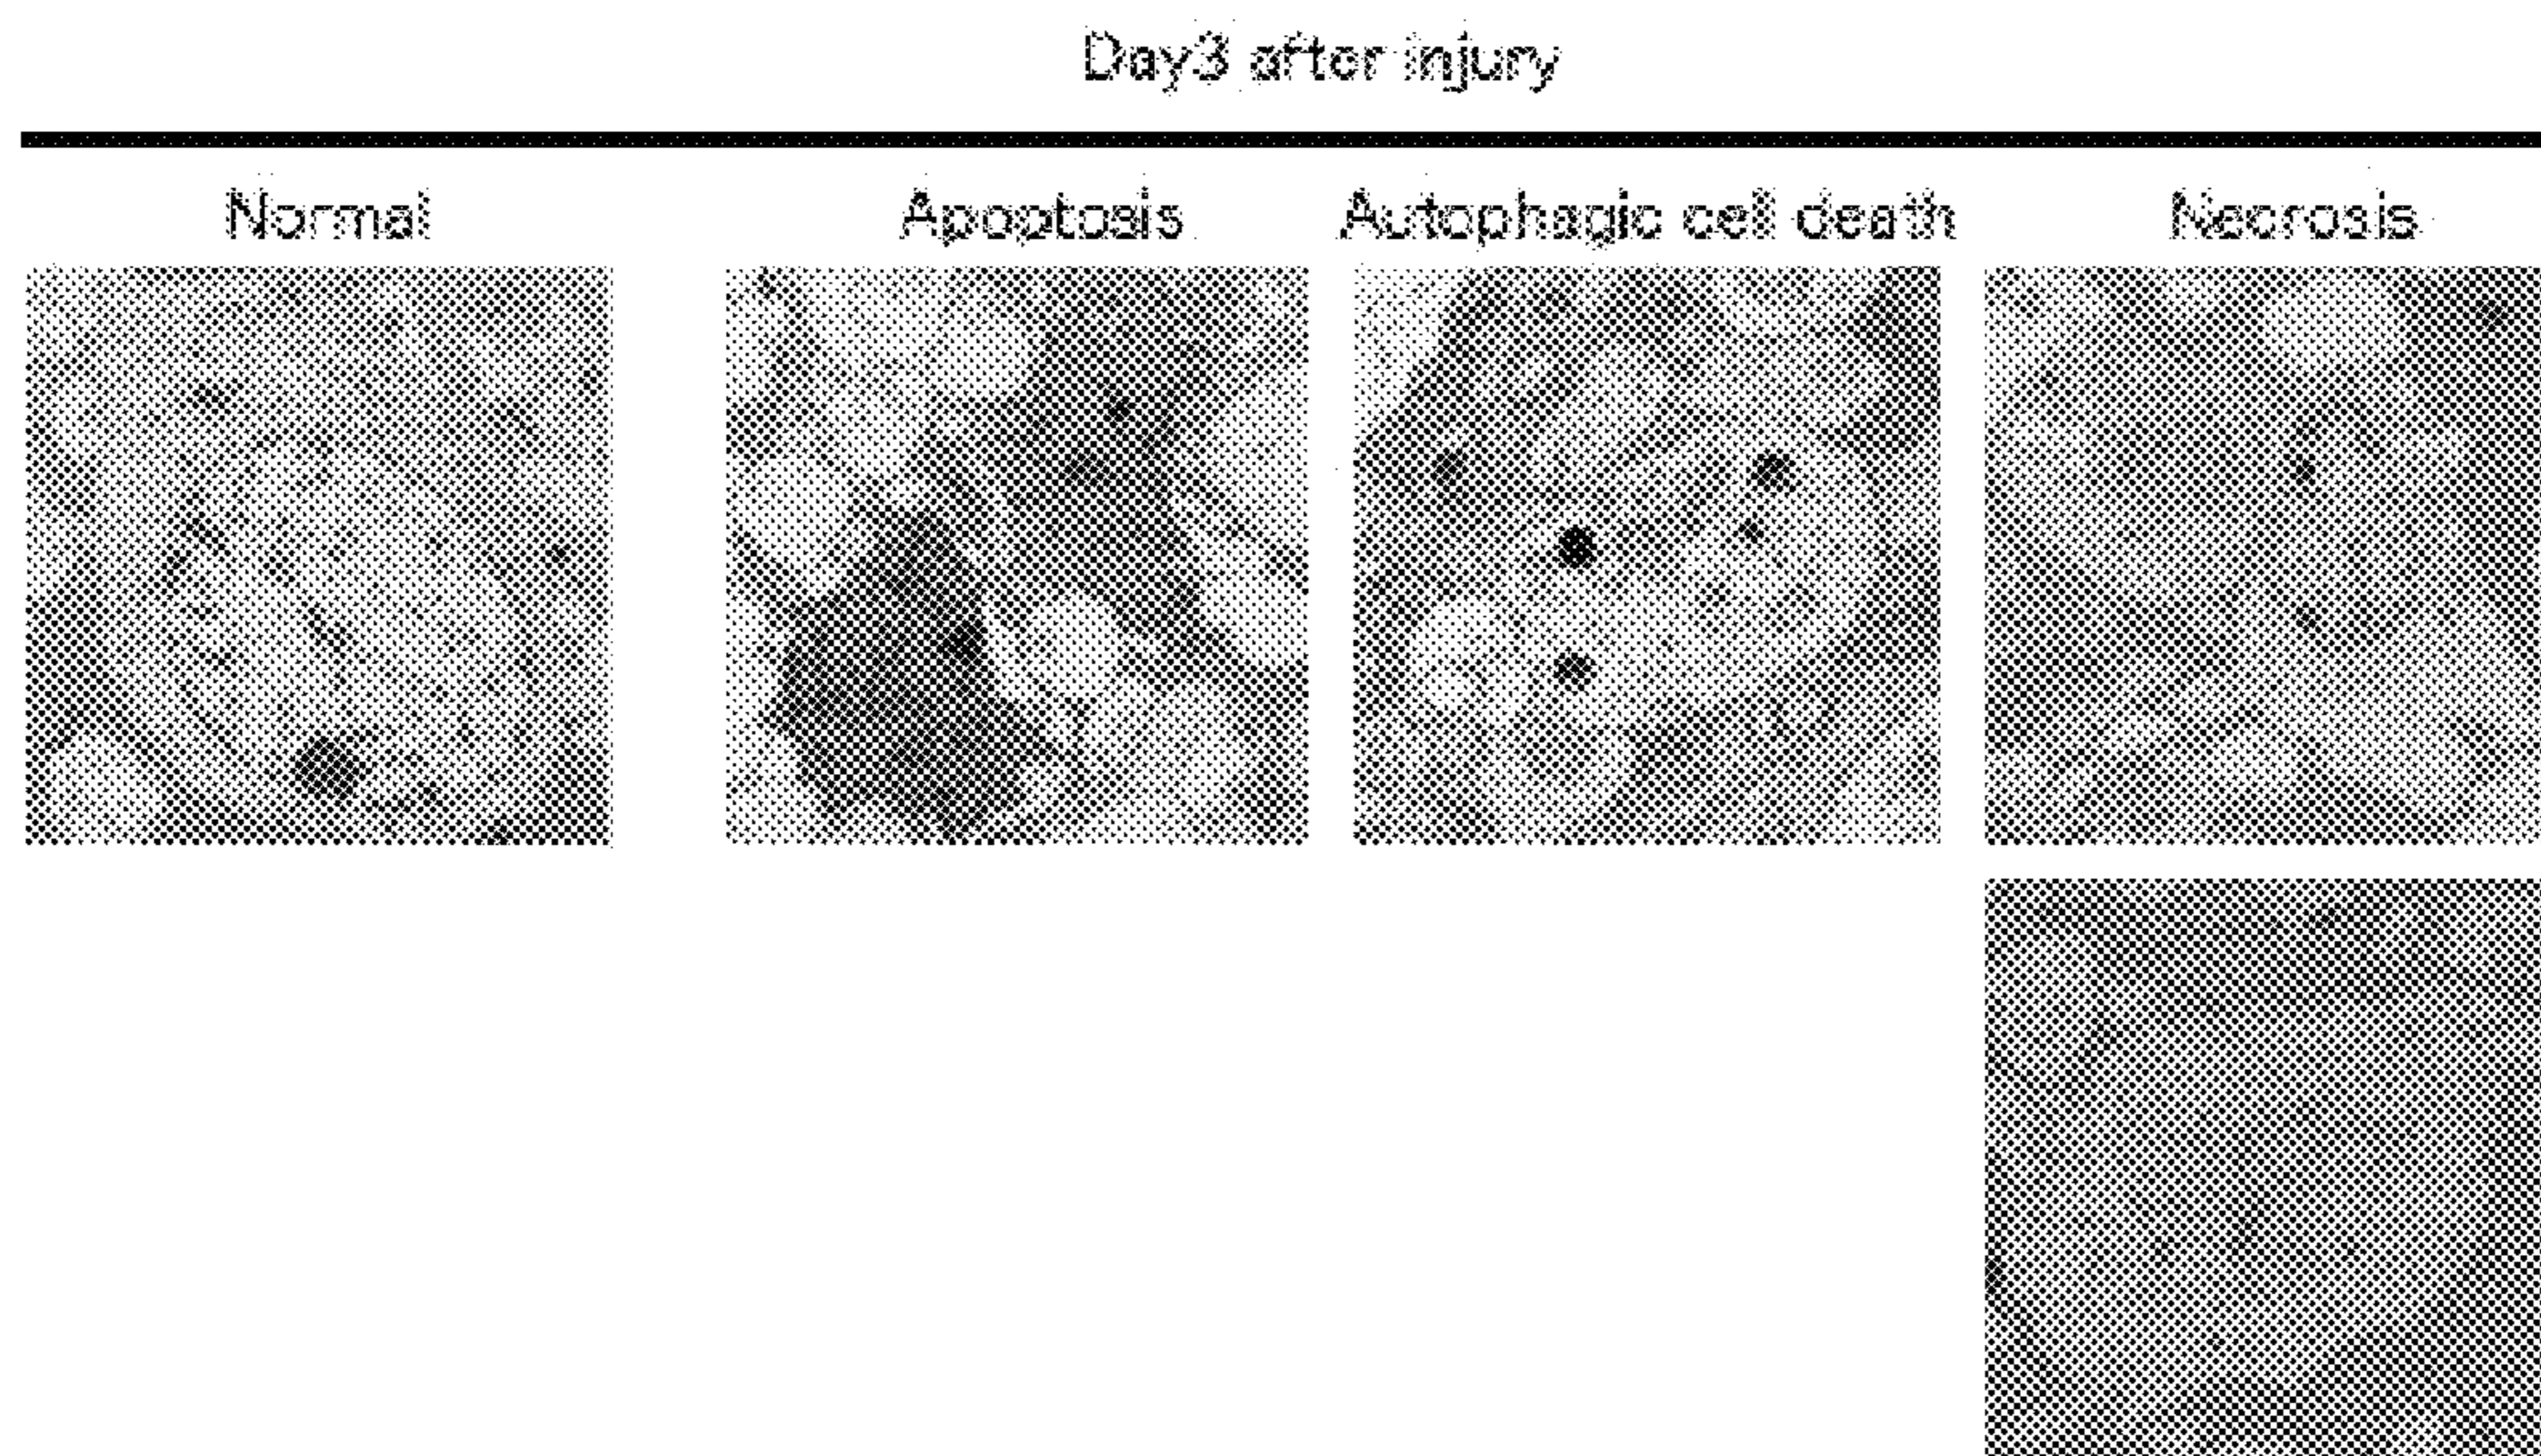 Day3 after injury
Normal Apoptosis Autophagic cell death Necrosis